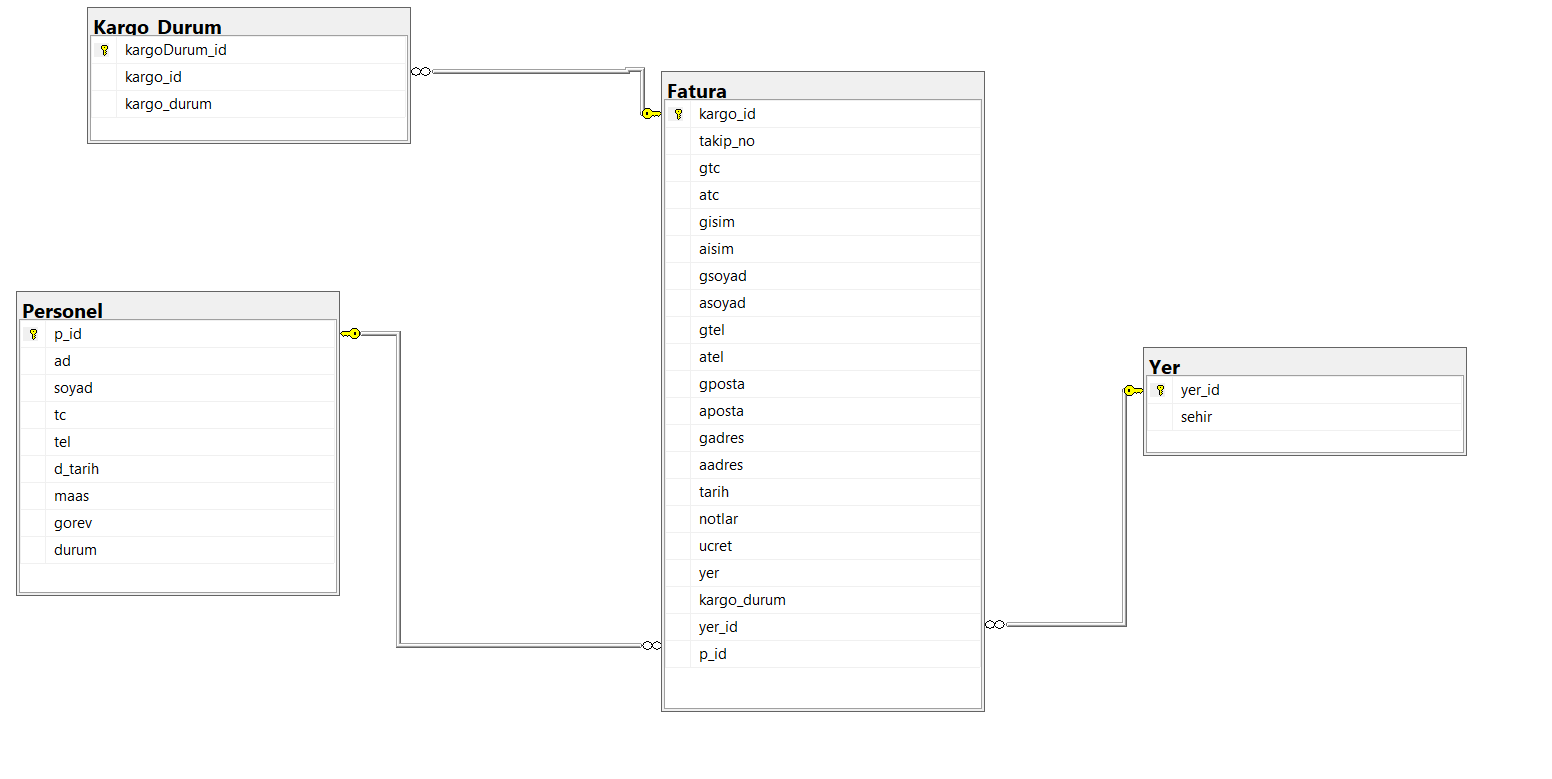 Kargo_Durum
kargoDurum_id
kargo_id
kargo_durum
Personel
p_id
ad
soyad
tc
tel
d_tarih
maas
gorev
durum
Fatura
kargo_id
takip_no
gtc
atc
gisim
aisim
gsoyad
asoyad
gtel
atel
gposta
aposta
gadres
aadres
tarih
notlar
ucret
yer
kargo_durum
yer_id
p_id
Yer
yer_id
sehir